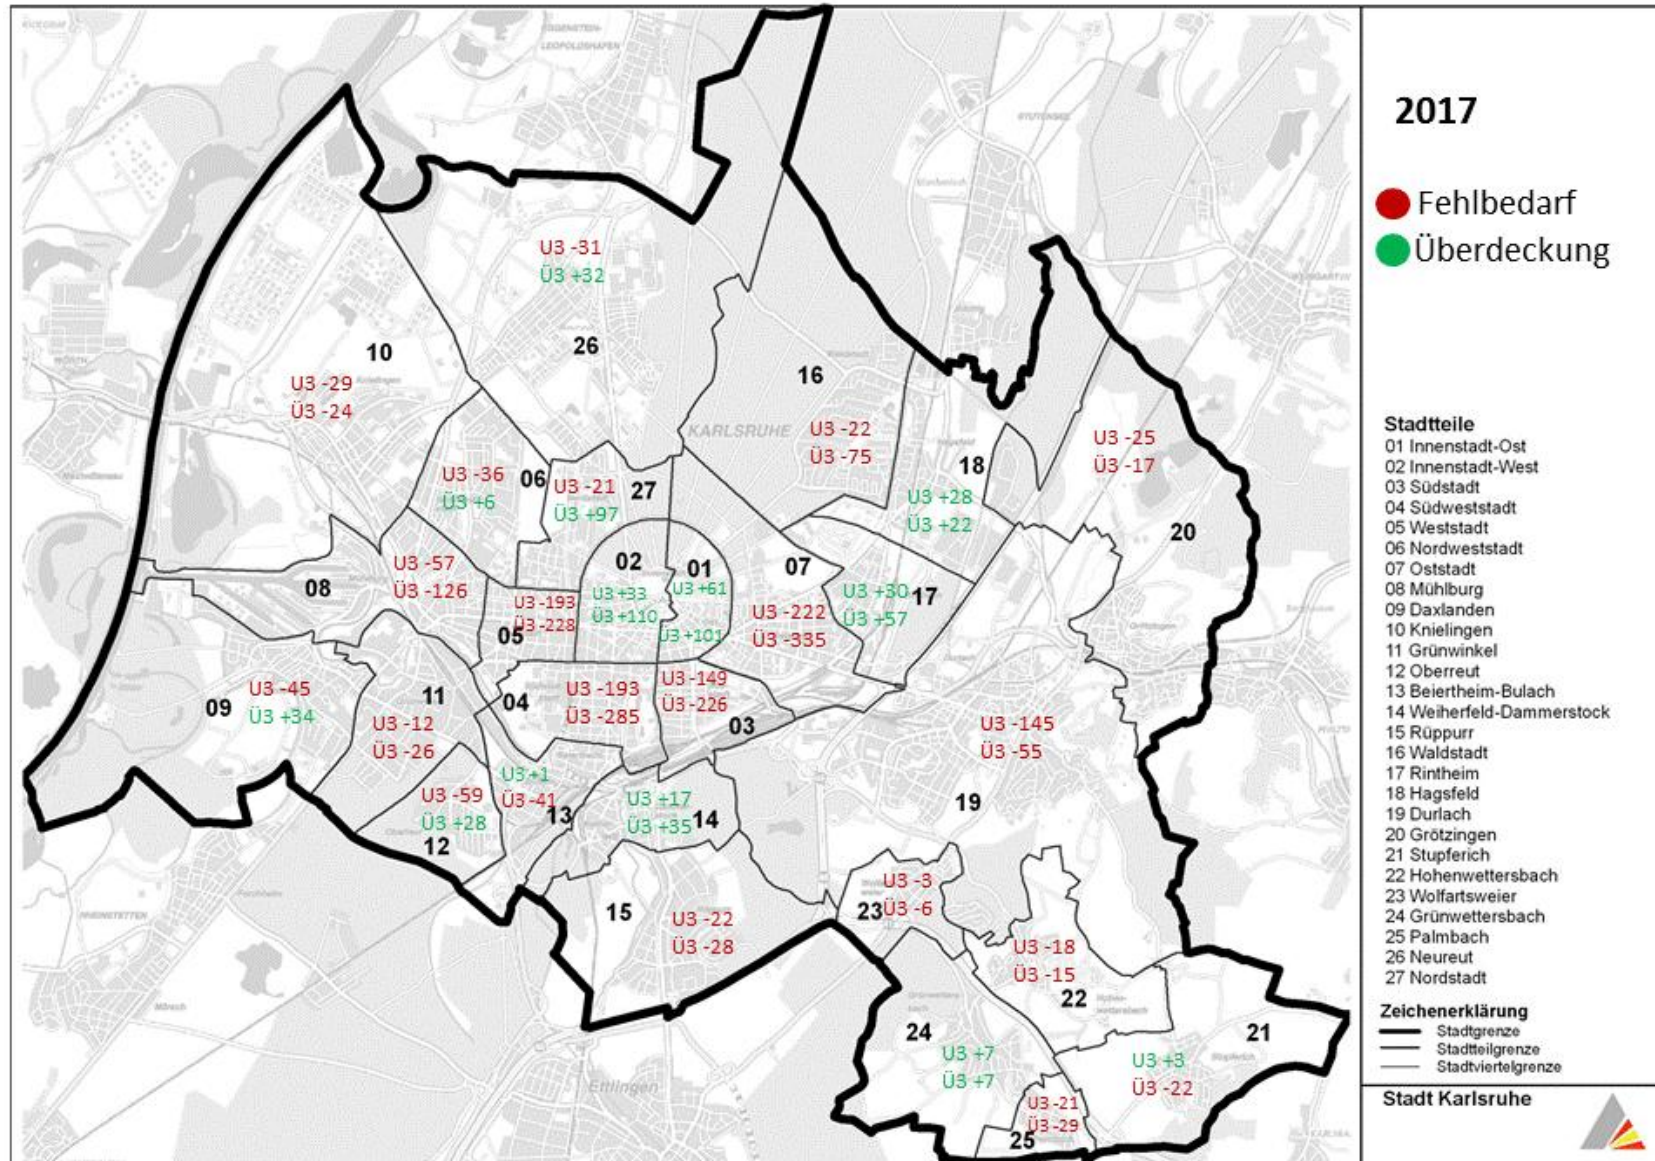 2017
Fehlbedarf
Überdeckung
Stadtteile
01 Innenstadt-Ost
02 Innenstadt-West
03 Südstadt
04 Südweststadt
05 Weststadt
06 Nordweststadt
07 Oststadt
08 Mühlburg
09 Daxlanden
10 Knielingen
11 Grünwinkel
12 Oberreut
13 Beiertheim-Bulach
14 Weiherfeld-Dammerstock
15 Rüppurr
16 Waldstadt
17 Rintheim
18 Hagsfeld
19 Durlach
20 Grötzingen
21 Stupferich
22 Hohenwettersbach
23 Wolfartsweier
24 Grünwettersbach
25 Palmbach
26 Neureut
27 Nordstadt
Zeichenerklärung
Stadtgrenze
Stadtteilgrenze
Stadtviertelgrenze
Stadt Karlsruhe
U3 -31
Ü3 +32
26
10
U3 -29
Ü3 -24
16
KARLSRUHE
U3 -22
Ü3 -75
U3 -25
Ü3 -17
20
18
U3 +28
Ü3 +22
U3 -36
Ü3 +6
06
U3 -21
Ü3 +97
27
02
U3 +33
Ü3 +110
01
U3 +61
Ü3 +101
07
U3 -222
Ü3 -335
U3 +30
Ü3 +57
17
08
U3 -57
Ü3 -126
U3 -193
Ü3 -228
05
09
U3 -45
Ü3 +34
11
U3 -12
Ü3 -26
04
U3 -193
Ü3 -285
U3 -149
Ü3 -226
03
U3 -145
Ü3 -55
19
U3 -59
Ü3 +28
12
U3 +1
Ü3 -41
13
U3 +17
Ü3 +35
14
15
U3 -22
Ü3 -28
U3 -3
Ü3 -6
23
U3 -18
Ü3 -15
22
24
U3 +7
Ü3 +7
21
U3 +3
Ü3 -22
U3 -21
Ü3 -29
25
Ettlingen